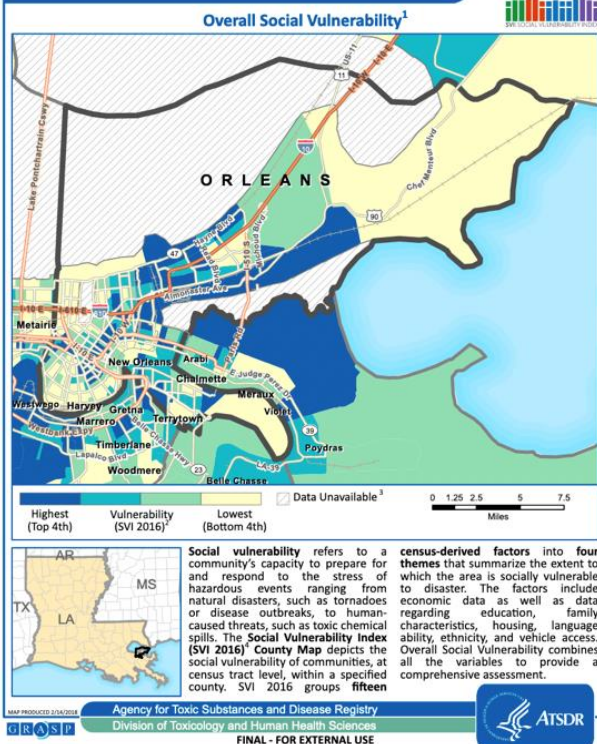 Overall Social Vulnerability¹
SVI SOCIAL VULNERABILITY INDEX
US-11
I-10 W
I-10 E
11
Lake Pontchartrain Cswy
10
ORLEANS
Chef Menteur Blvd
90
Hayne Blvd
Read Blvd
47
I-510 S
Michoud Blvd
Almonaster Ave
I-10 E
I-610 E
10
Metairie
I-10 W
I-10 E
Paris Rd
New Orleans
Arabi
Chalmette
E Judge Perez Dr
Meraux
Violet
Westwego
Harvey
Gretna
Marrero
Terrytown
39
Westbank Expy
Timberlane
Belle Chasse Hwy
Poydras
Lapalco Blvd
Woodmere
23
LA-39
Belle Chasse
Data Unavailable³
Highest
(Top 4th)
Vulnerability
(SVI 2016)²
Lowest
(Bottom 4th)
0 1.25 2.5 5 7.5
Miles
AR
TX
LA
MS
Social vulnerability refers to a
community's capacity to prepare for
and respond to the stress of
hazardous events ranging from
natural disasters, such as tornadoes
or disease outbreaks, to human-
caused threats, such as toxic chemical
spills. The Social Vulnerability Index
(SVI 2016)⁴ County Map depicts the
social vulnerability of communities, at
census tract level, within a specified
county. SVI 2016 groups fifteen
census-derived factors into four
themes that summarize the extent to
which the area is socially vulnerable
to disaster. The factors include
economic data as well as data
regarding education, family
characteristics, housing, language
ability, ethnicity, and vehicle access.
Overall Social Vulnerability combines
all the variables to provide a
comprehensive assessment.
MAP PRODUCED 2/14/2018
GRASP
Agency for Toxic Substances and Disease Registry
Division of Toxicology and Human Health Sciences
FINAL - FOR EXTERNAL USE
ATSDR